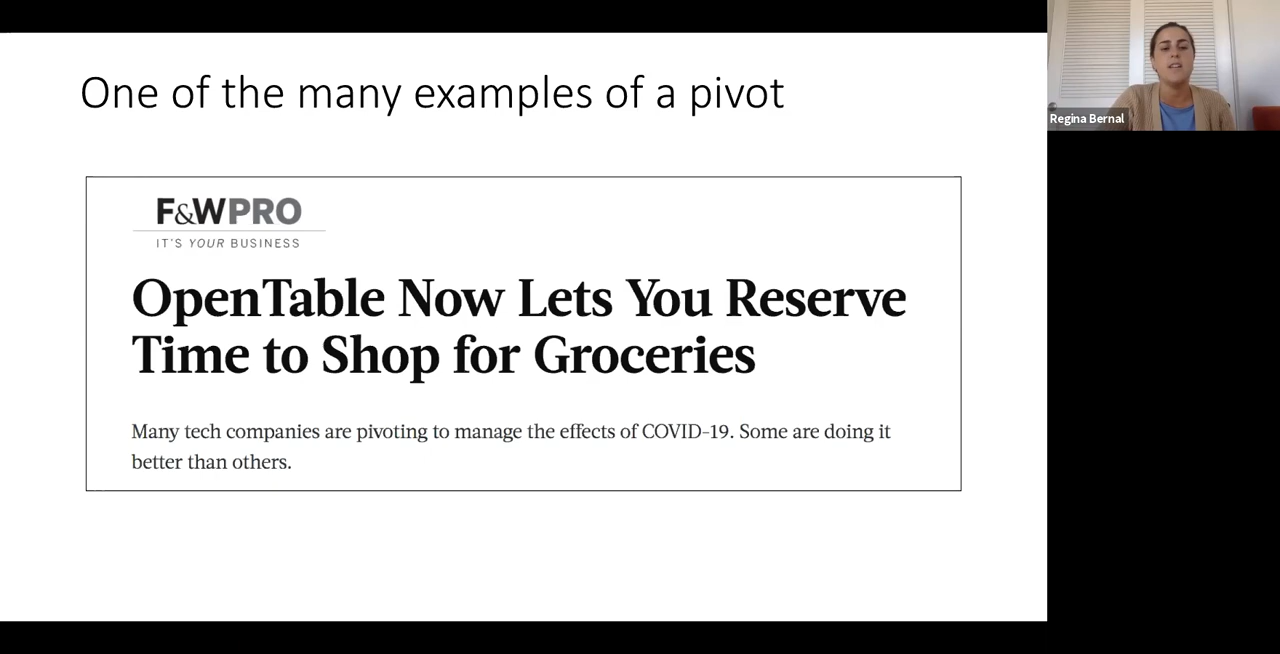 One of the many examples of a pivot
Regina Bernal
F&WPRO
IT'S YOUR BUSINESS
OpenTable Now Lets You Reserve
Time to Shop for Groceries
Many tech companies are pivoting to manage the effects of COVID-19. Some are doing it
better than others.